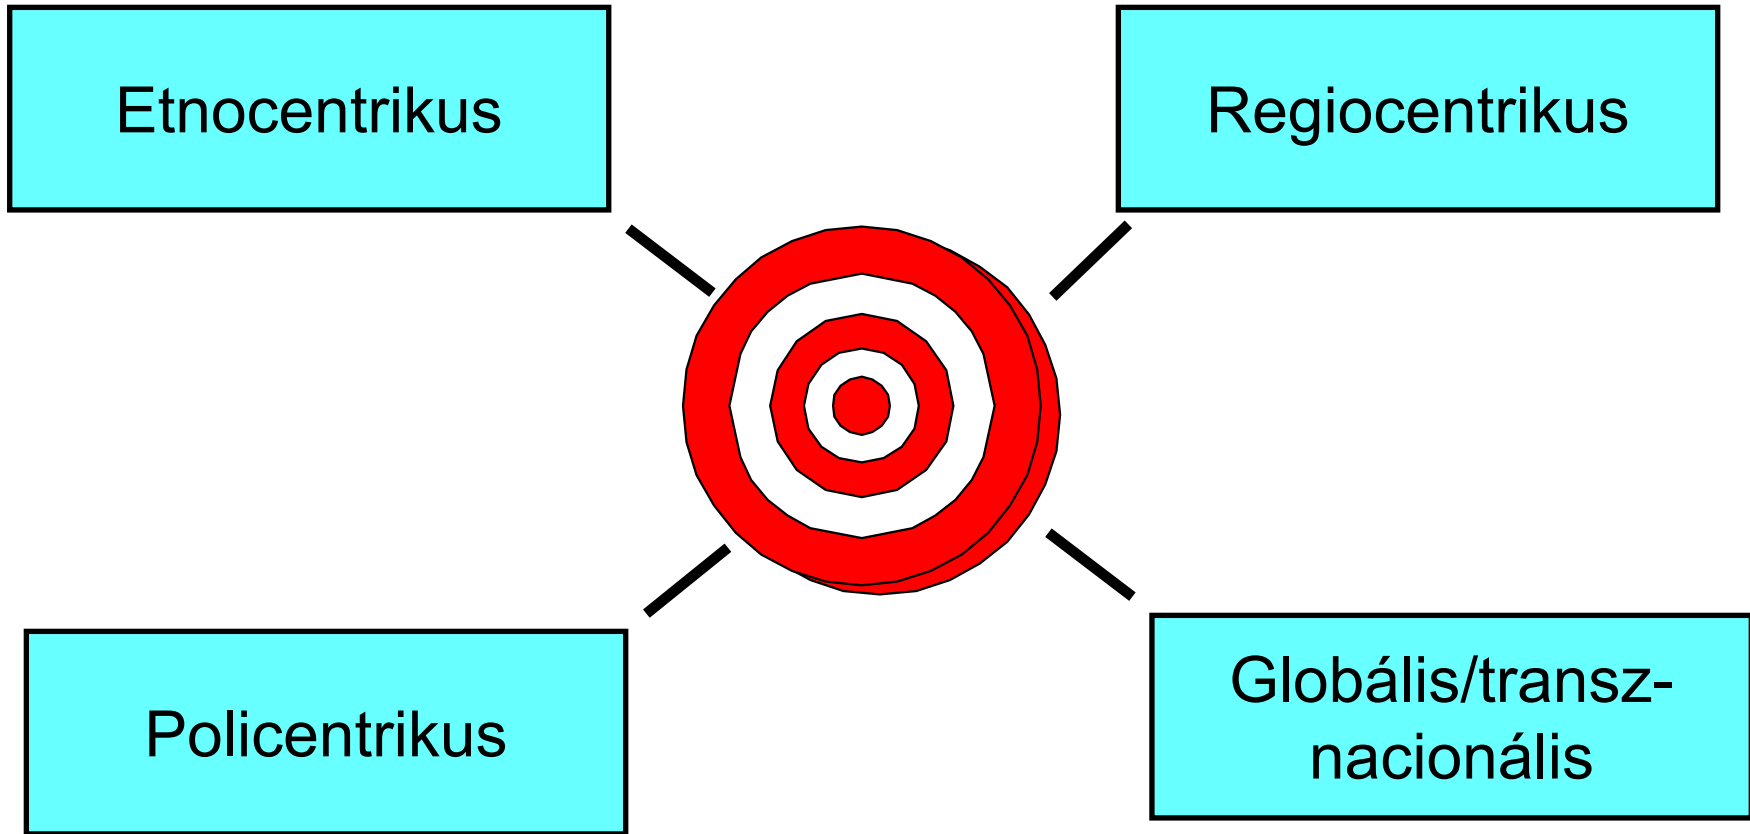 Etnocentrikus
Regiocentrikus
Policentrikus
Globális/transz-
nacionális